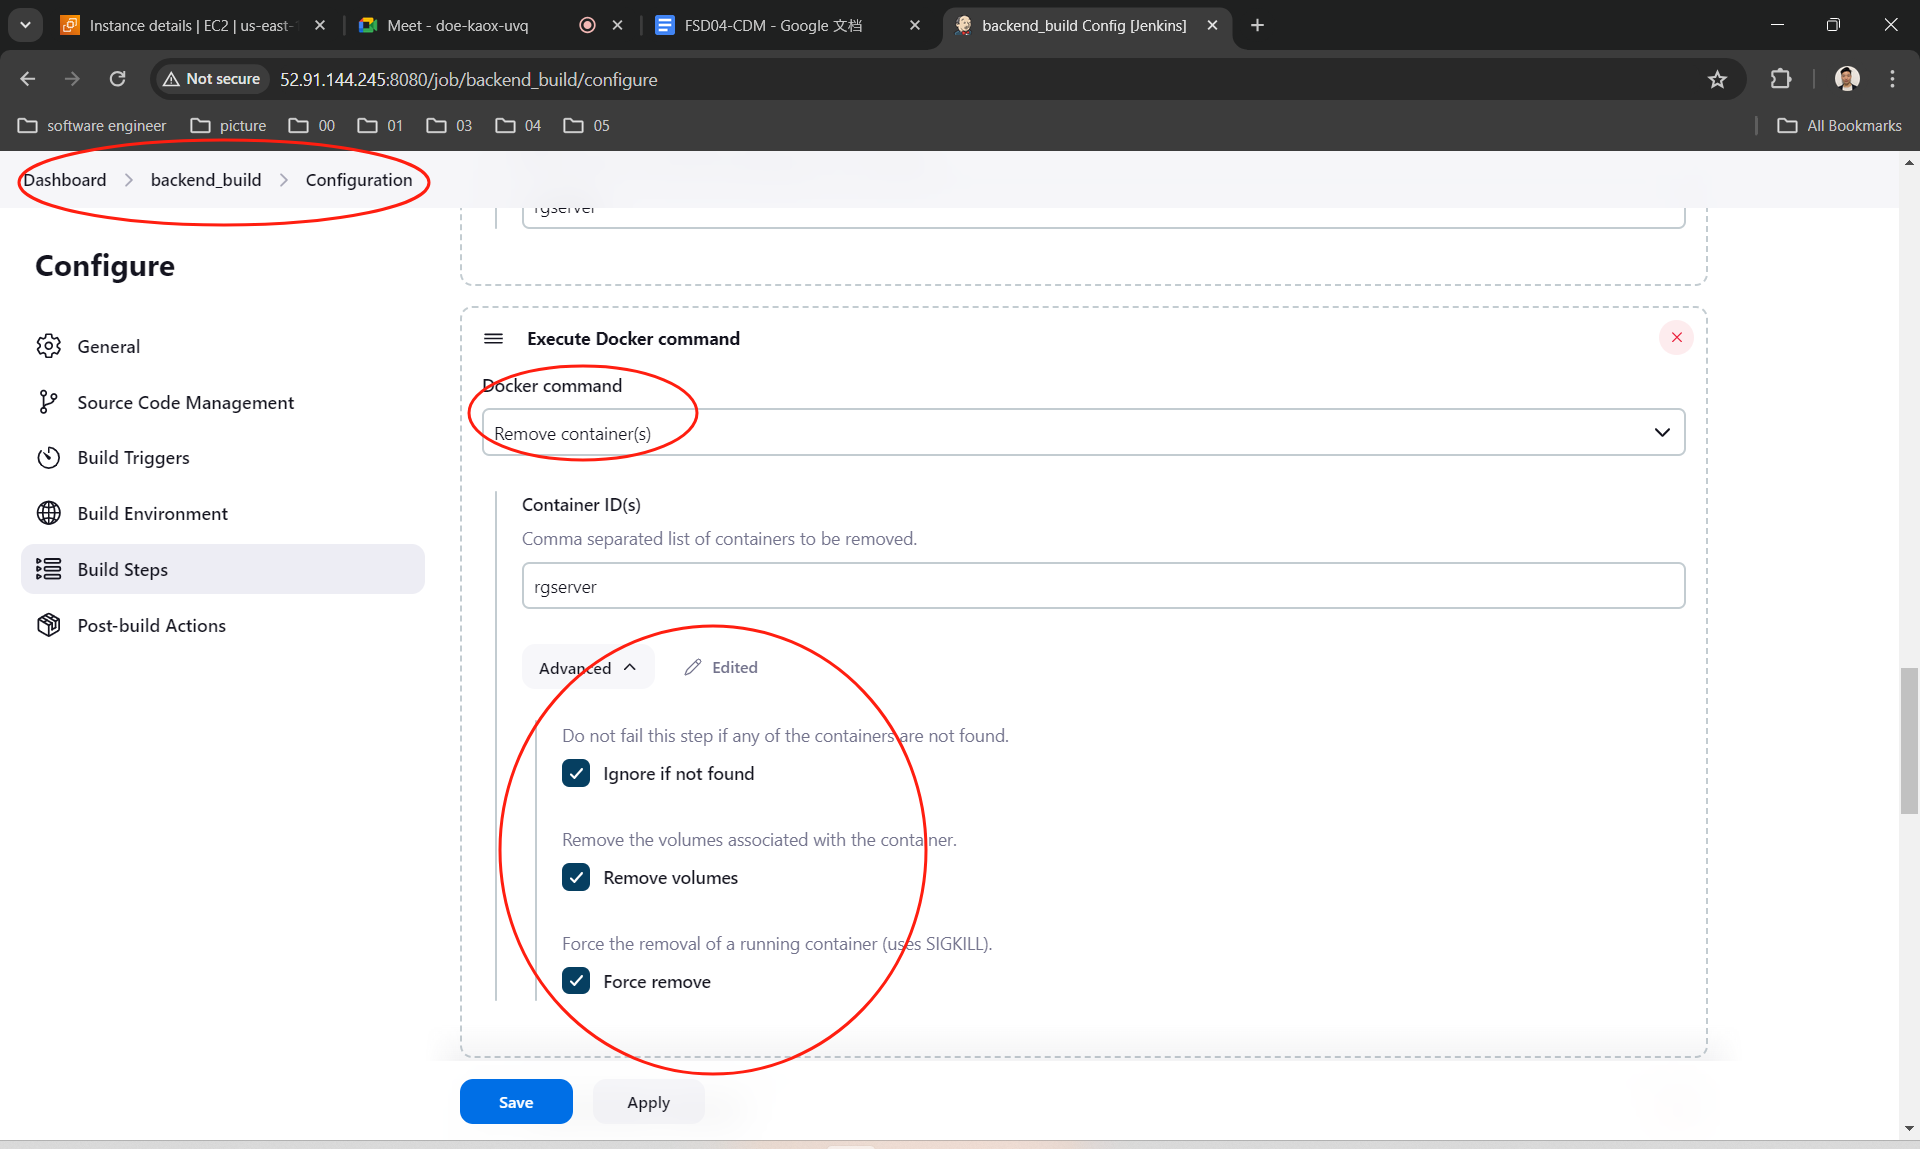 Instance details | EC2 | us-east-
Meet - doe-kaox-uvq
FSD04-CDM - Google 文档
backend_build Config [Jenkins]
Not secure
52.91.144.245:8080/job/backend_build/configure
software engineer
picture
00
01
03
04
05
All Bookmarks
Dashboard
backend_build
Configuration
rgserver
Configure
General
Source Code Management
Build Triggers
Build Environment
Build Steps
Post-build Actions
Execute Docker command
Docker command
Remove container(s)
Container ID(s)
Comma separated list of containers to be removed.
rgserver
Advanced
Edited
Do not fail this step if any of the containers are not found.
Ignore if not found
Remove the volumes associated with the container.
Remove volumes
Force the removal of a running container (uses SIGKILL).
Force remove
Save
Apply